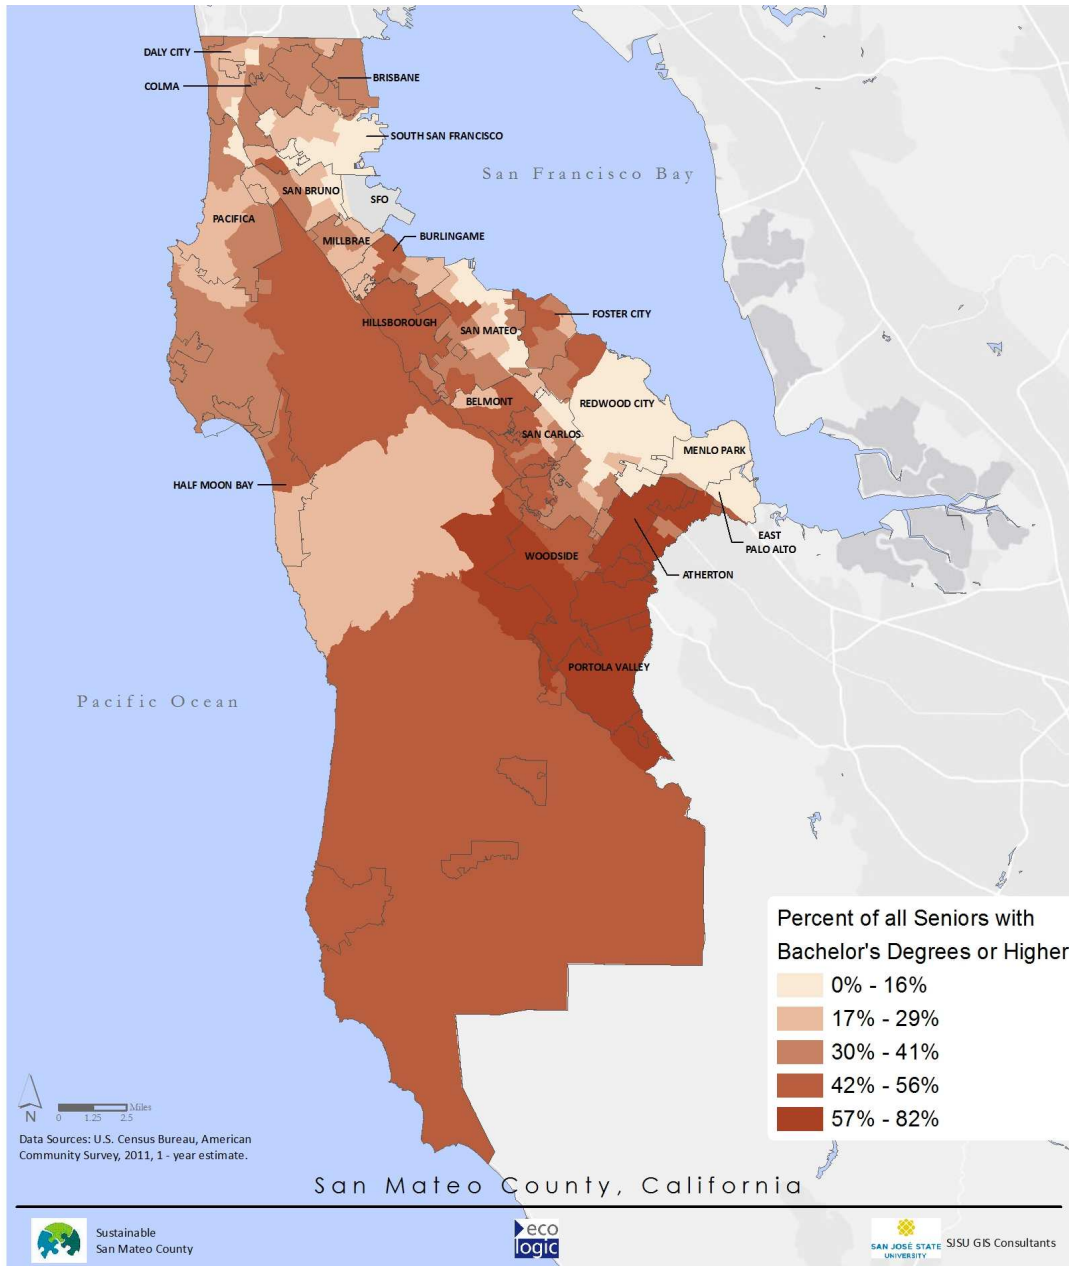 DALY CITY
COLMA
BRISBANE
SOUTH SAN FRANCISCO
San Francisco Bay
SAN BRUNO
SFO
PACIFICA
MILLBRAE
BURLINGAME
HILLSBOROUGH
FOSTER CITY
SAN MATEO
BELMONT
REDWOOD CITY
SAN CARLOS
MENLO PARK
HALF MOON BAY
EAST
PALO ALTO
WOODSIDE
ATHERTON
PORTOLA VALLEY
Pacific Ocean
Percent of all Seniors with
Bachelor's Degrees or Higher
0% - 16%
17% - 29%
30% - 41%
42% - 56%
57% - 82%
N
Miles
0 1.25 2.5
Data Sources: U.S. Census Bureau, American
Community Survey, 2011, 1 - year estimate.
San Mateo County, California
Sustainable
San Mateo County
eco
logic
SAN JOSÉ STATE
UNIVERSITY
SJSU GIS Consultants